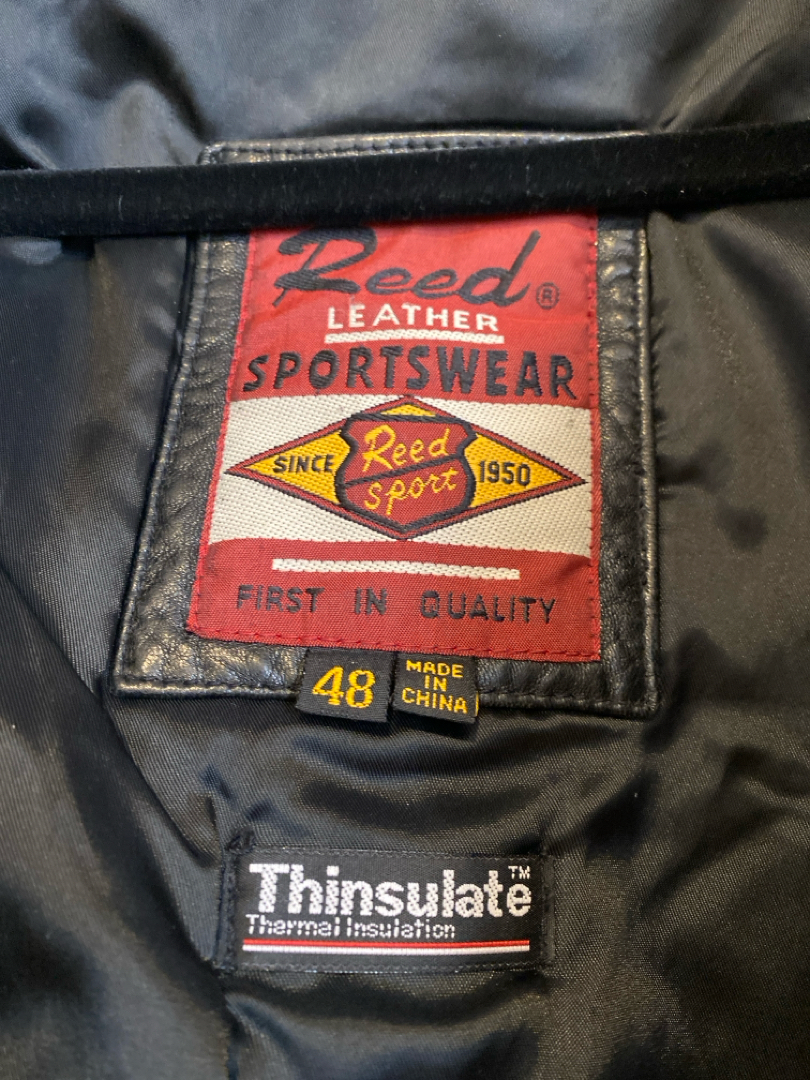 Reed®
LEATHER
SPORTSWEAR
SINCE Reed Sport 1950
FIRST IN QUALITY
48
MADE
IN
CHINA
Thinsulate™
Thermal Insulation